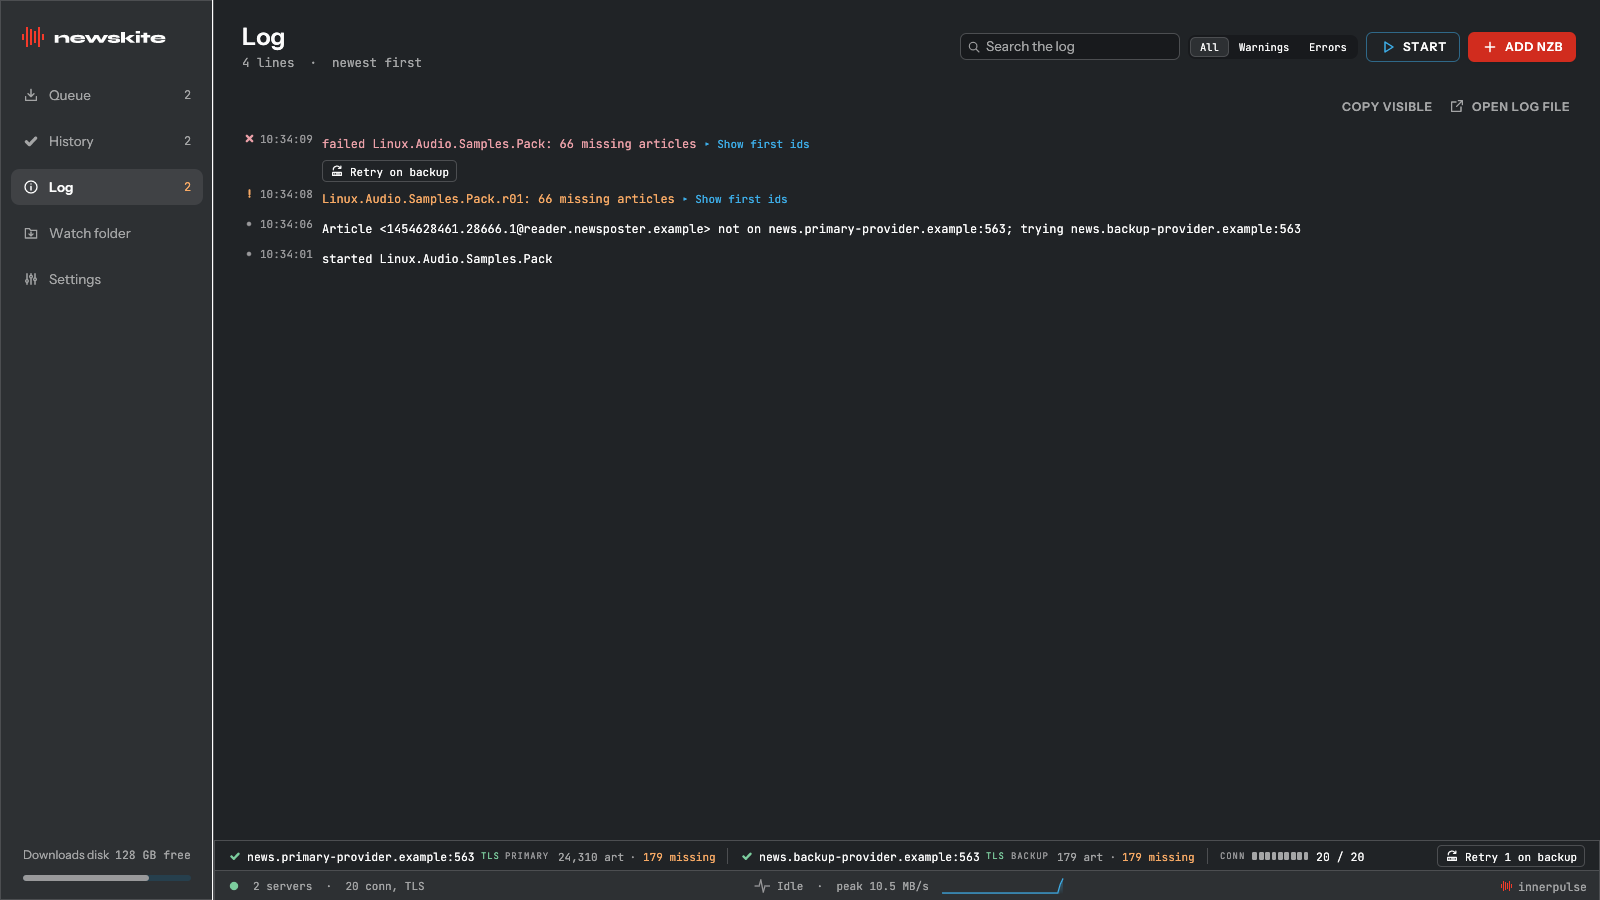 newskite
Queue 2
History 2
Log 2
Watch folder
Settings
Downloads disk 128 GB free
Log
4 lines · newest first
Search the log
All Warnings Errors
START
ADD NZB
COPY VISIBLE
OPEN LOG FILE
10:34:09 failed Linux.Audio.Samples.Pack: 66 missing articles ▸ Show first ids
Retry on backup
10:34:08 Linux.Audio.Samples.Pack.r01: 66 missing articles ▸ Show first ids
10:34:06 Article <1454628461.28666.1@reader.newsposter.example> not on news.primary-provider.example:563; trying news.backup-provider.example:563
10:34:01 started Linux.Audio.Samples.Pack
news.primary-provider.example:563 TLS PRIMARY 24,310 art · 179 missing
news.backup-provider.example:563 TLS BACKUP 179 art · 179 missing
CONN 20 / 20
Retry 1 on backup
2 servers · 20 conn, TLS
Idle · peak 10.5 MB/s
innerpulse